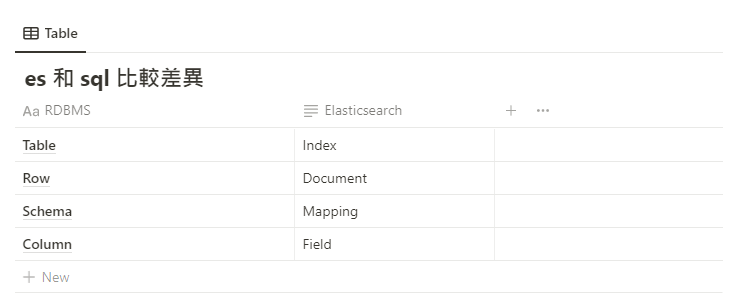 Table
es 和 sql 比較差異
Aa RDBMS Elasticsearch + ...
Table Index
Row Document
Schema Mapping
Column Field
+ New